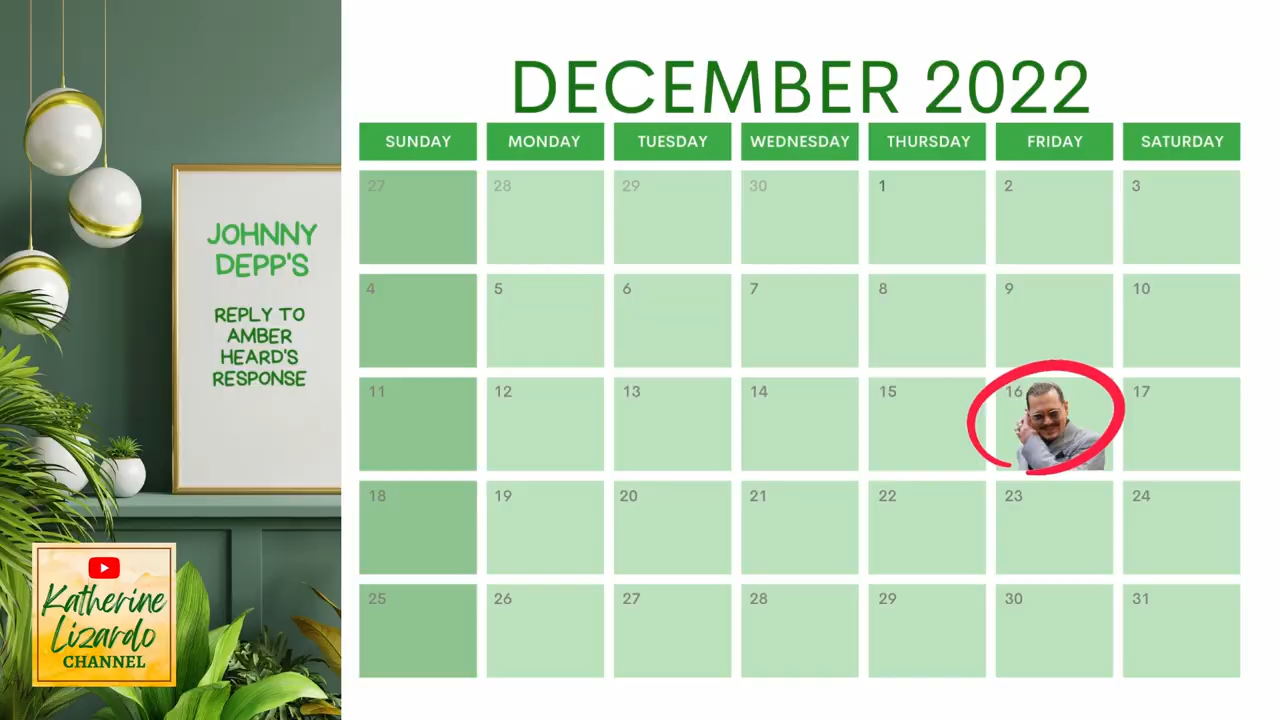 DECEMBER 2022
SUNDAY MONDAY TUESDAY WEDNESDAY THURSDAY FRIDAY SATURDAY
27 28 29 30 1 2 3
4 5 6 7 8 9 10
11 12 13 14 15 16 17
18 19 20 21 22 23 24
25 26 27 28 29 30 31
JOHNNY
DEPP'S
REPLY TO
AMBER
HEARD'S
RESPONSE
Katherine
Lizardo
CHANNEL